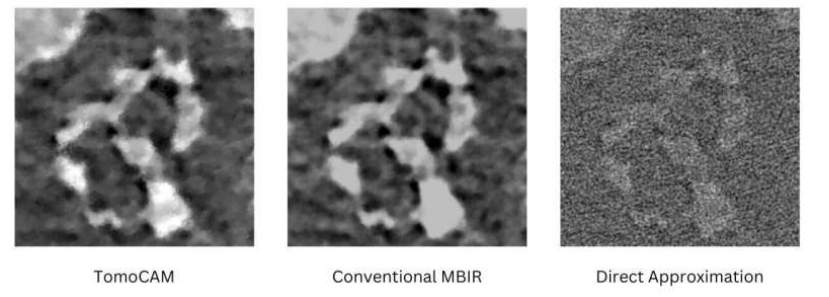 TomoCAM
Conventional MBIR
Direct Approximation